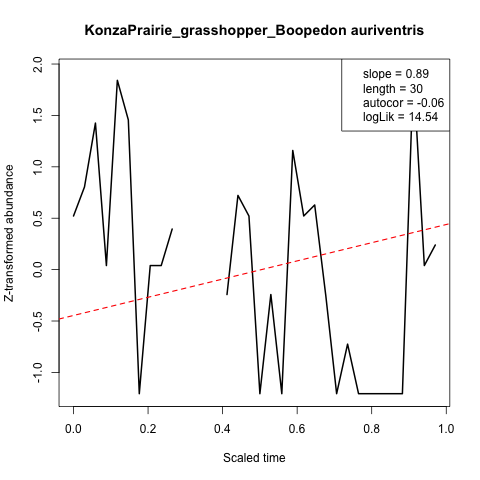 KonzaPrairie_grasshopper_Boopedon auriventris
slope = 0.89
length = 30
autocor = -0.06
logLik = 14.54
Z-transformed abundance
2.0
1.5
1.0
0.5
0.0
-0.5
-1.0
0.0 0.2 0.4 0.6 0.8 1.0
Scaled time